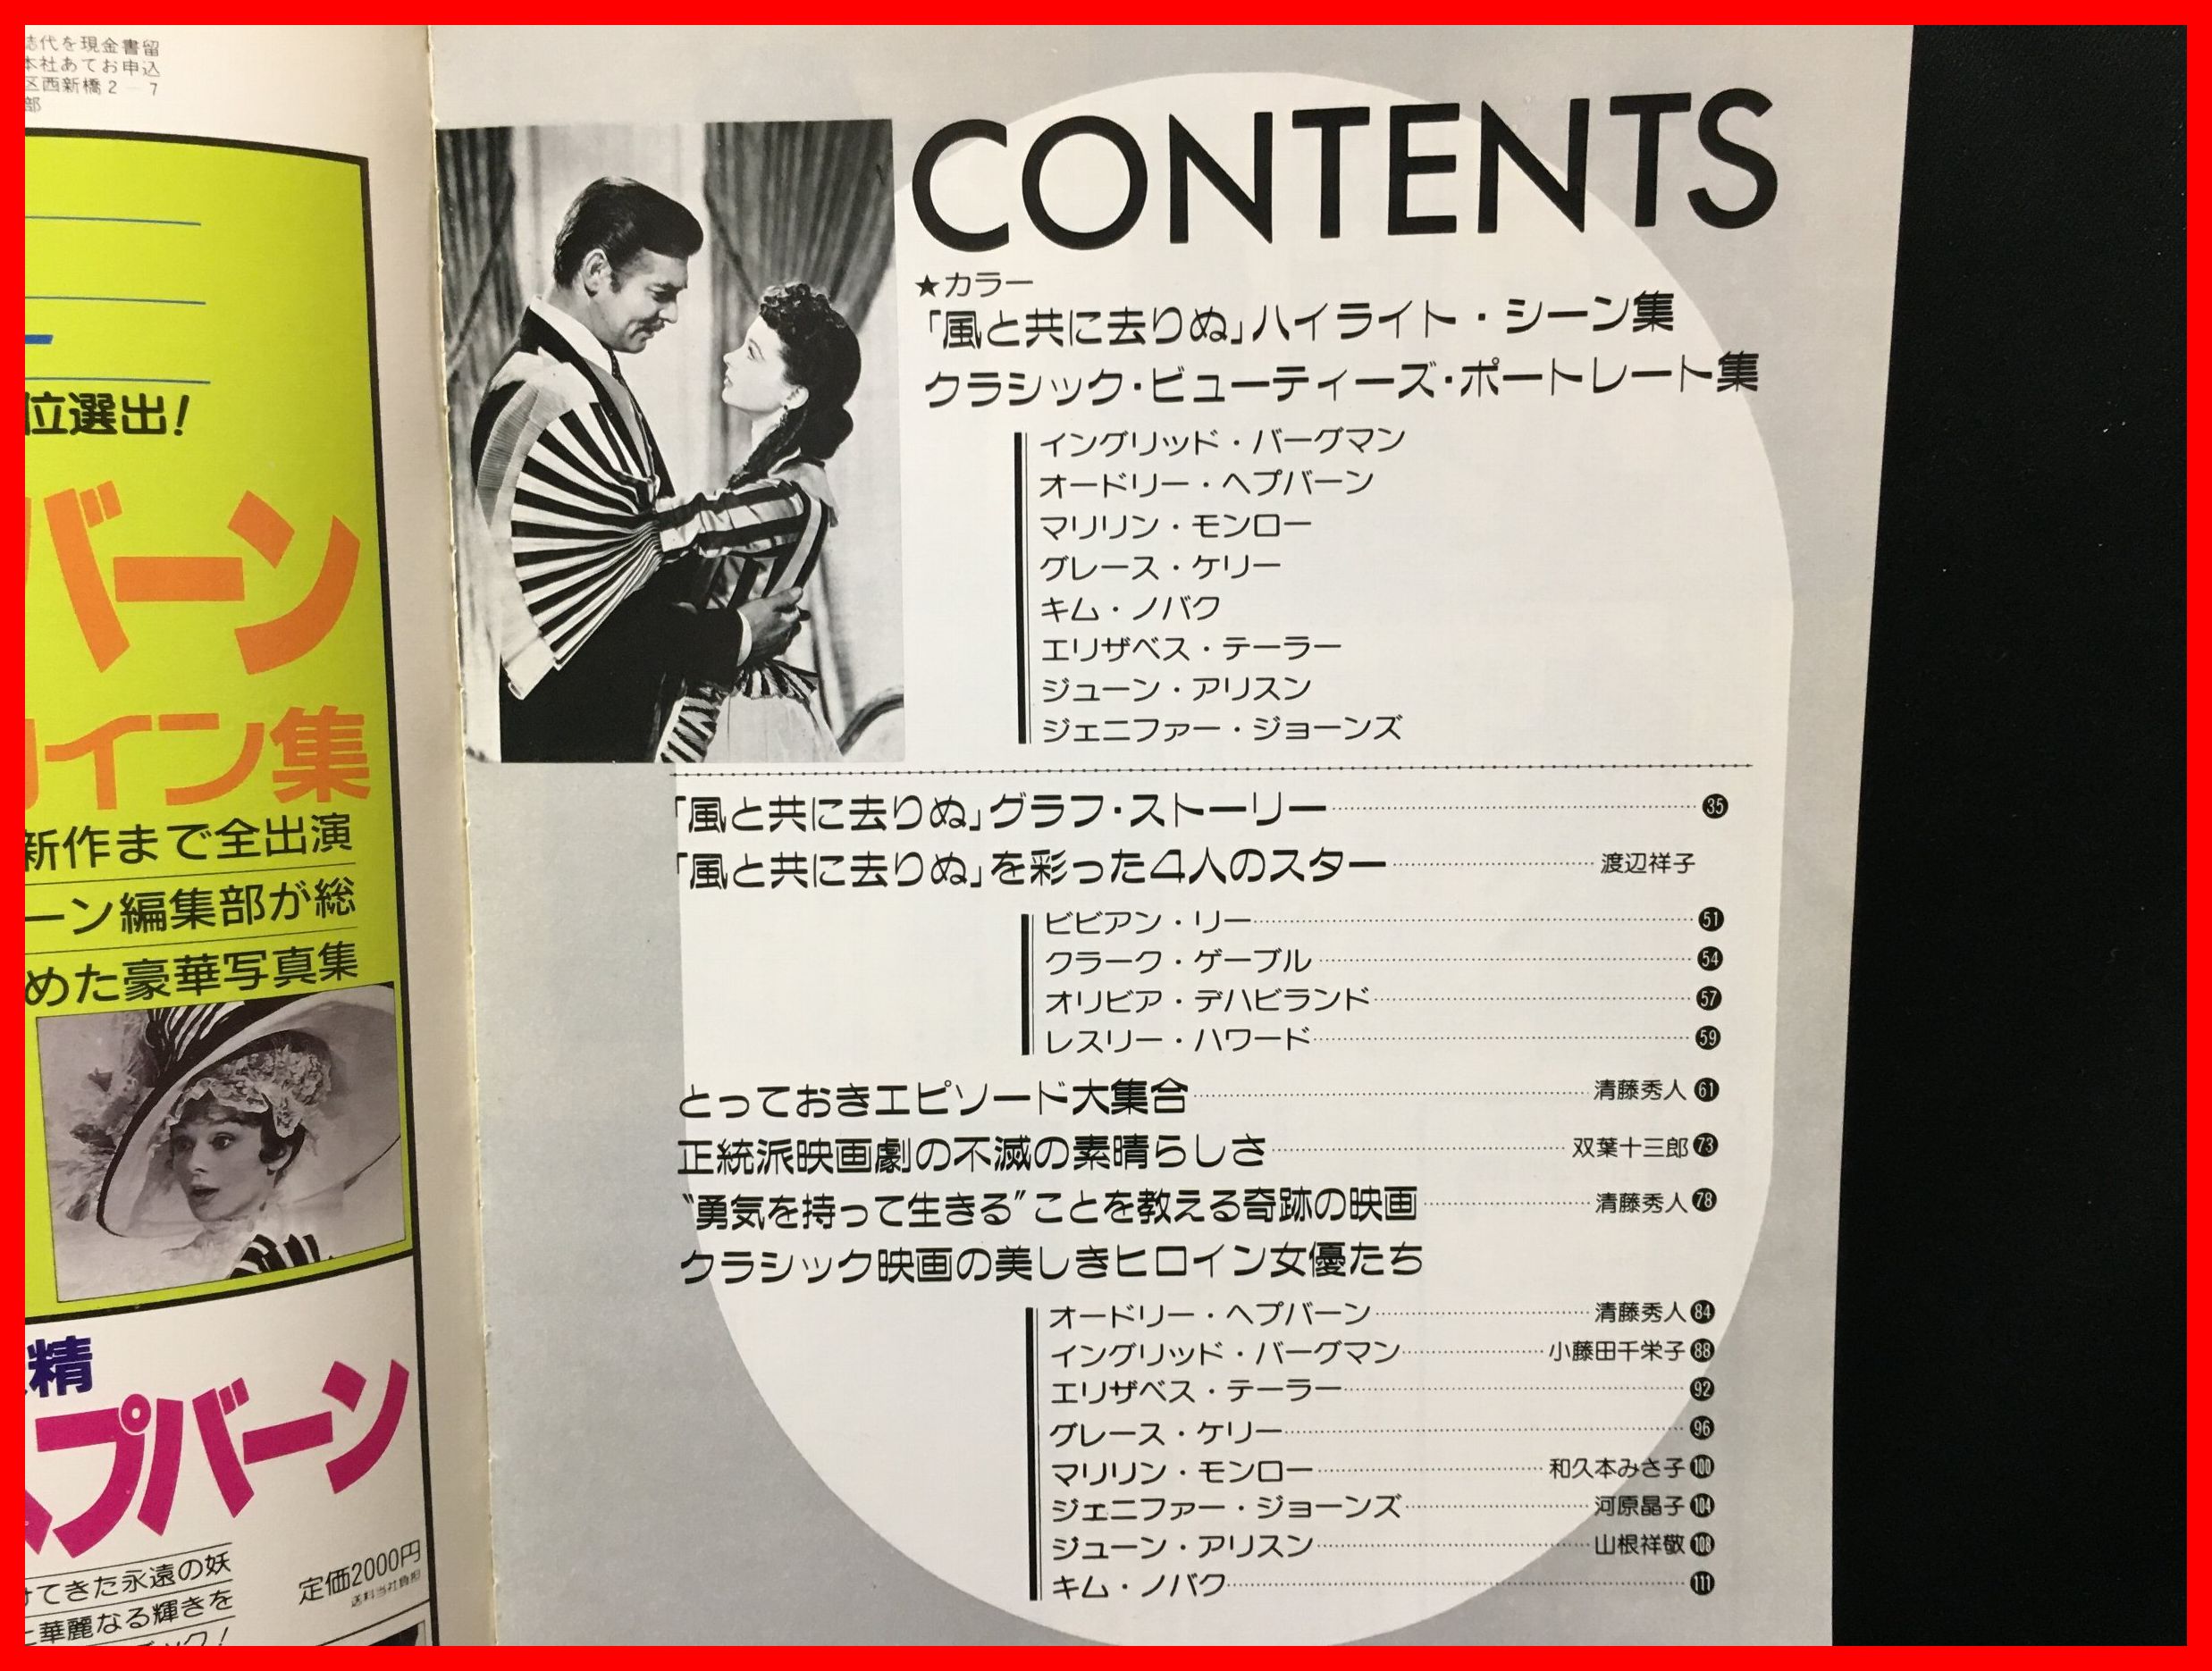 誌代を現金書留
本社あてお申込
区西新橋2−7
部
位選出!
バーン
イン集
新作まで全出演
ーン編集部が総
めた豪華写真集
精
プバーン
てきた永遠の妖
華麗なる輝きを
定価2000円
送料当社負担
CONTENTS
★カラー
「風と共に去りぬ」ハイライト・シーン集
クラシック・ビューティーズ・ポートレート集
イングリッド・バーグマン
オードリー・ヘプバーン
マリリン・モンロー
グレース・ケリー
キム・ノバク
エリザベス・テーラー
ジューン・アリスン
ジェニファー・ジョーンズ
「風と共に去りぬ」グラフ・ストーリー 35
「風と共に去りぬ」を彩った4人のスター 渡辺祥子
ビビアン・リー 51
クラーク・ゲーブル 54
オリビア・デハビランド 57
レスリー・ハワード 59
とっておきエピソード大集合 清藤秀人 61
正統派映画劇の不滅の素晴らしさ 双葉十三郎 73
〝勇気を持って生きる〟ことを教える奇跡の映画 清藤秀人 78
クラシック映画の美しきヒロイン女優たち
オードリー・ヘプバーン 清藤秀人 84
イングリッド・バーグマン 小藤田千栄子 88
エリザベス・テーラー 92
グレース・ケリー 96
マリリン・モンロー 和久本みさ子 100
ジェニファー・ジョーンズ 河原晶子 104
ジューン・アリスン 山根祥敬 108
キム・ノバク 111